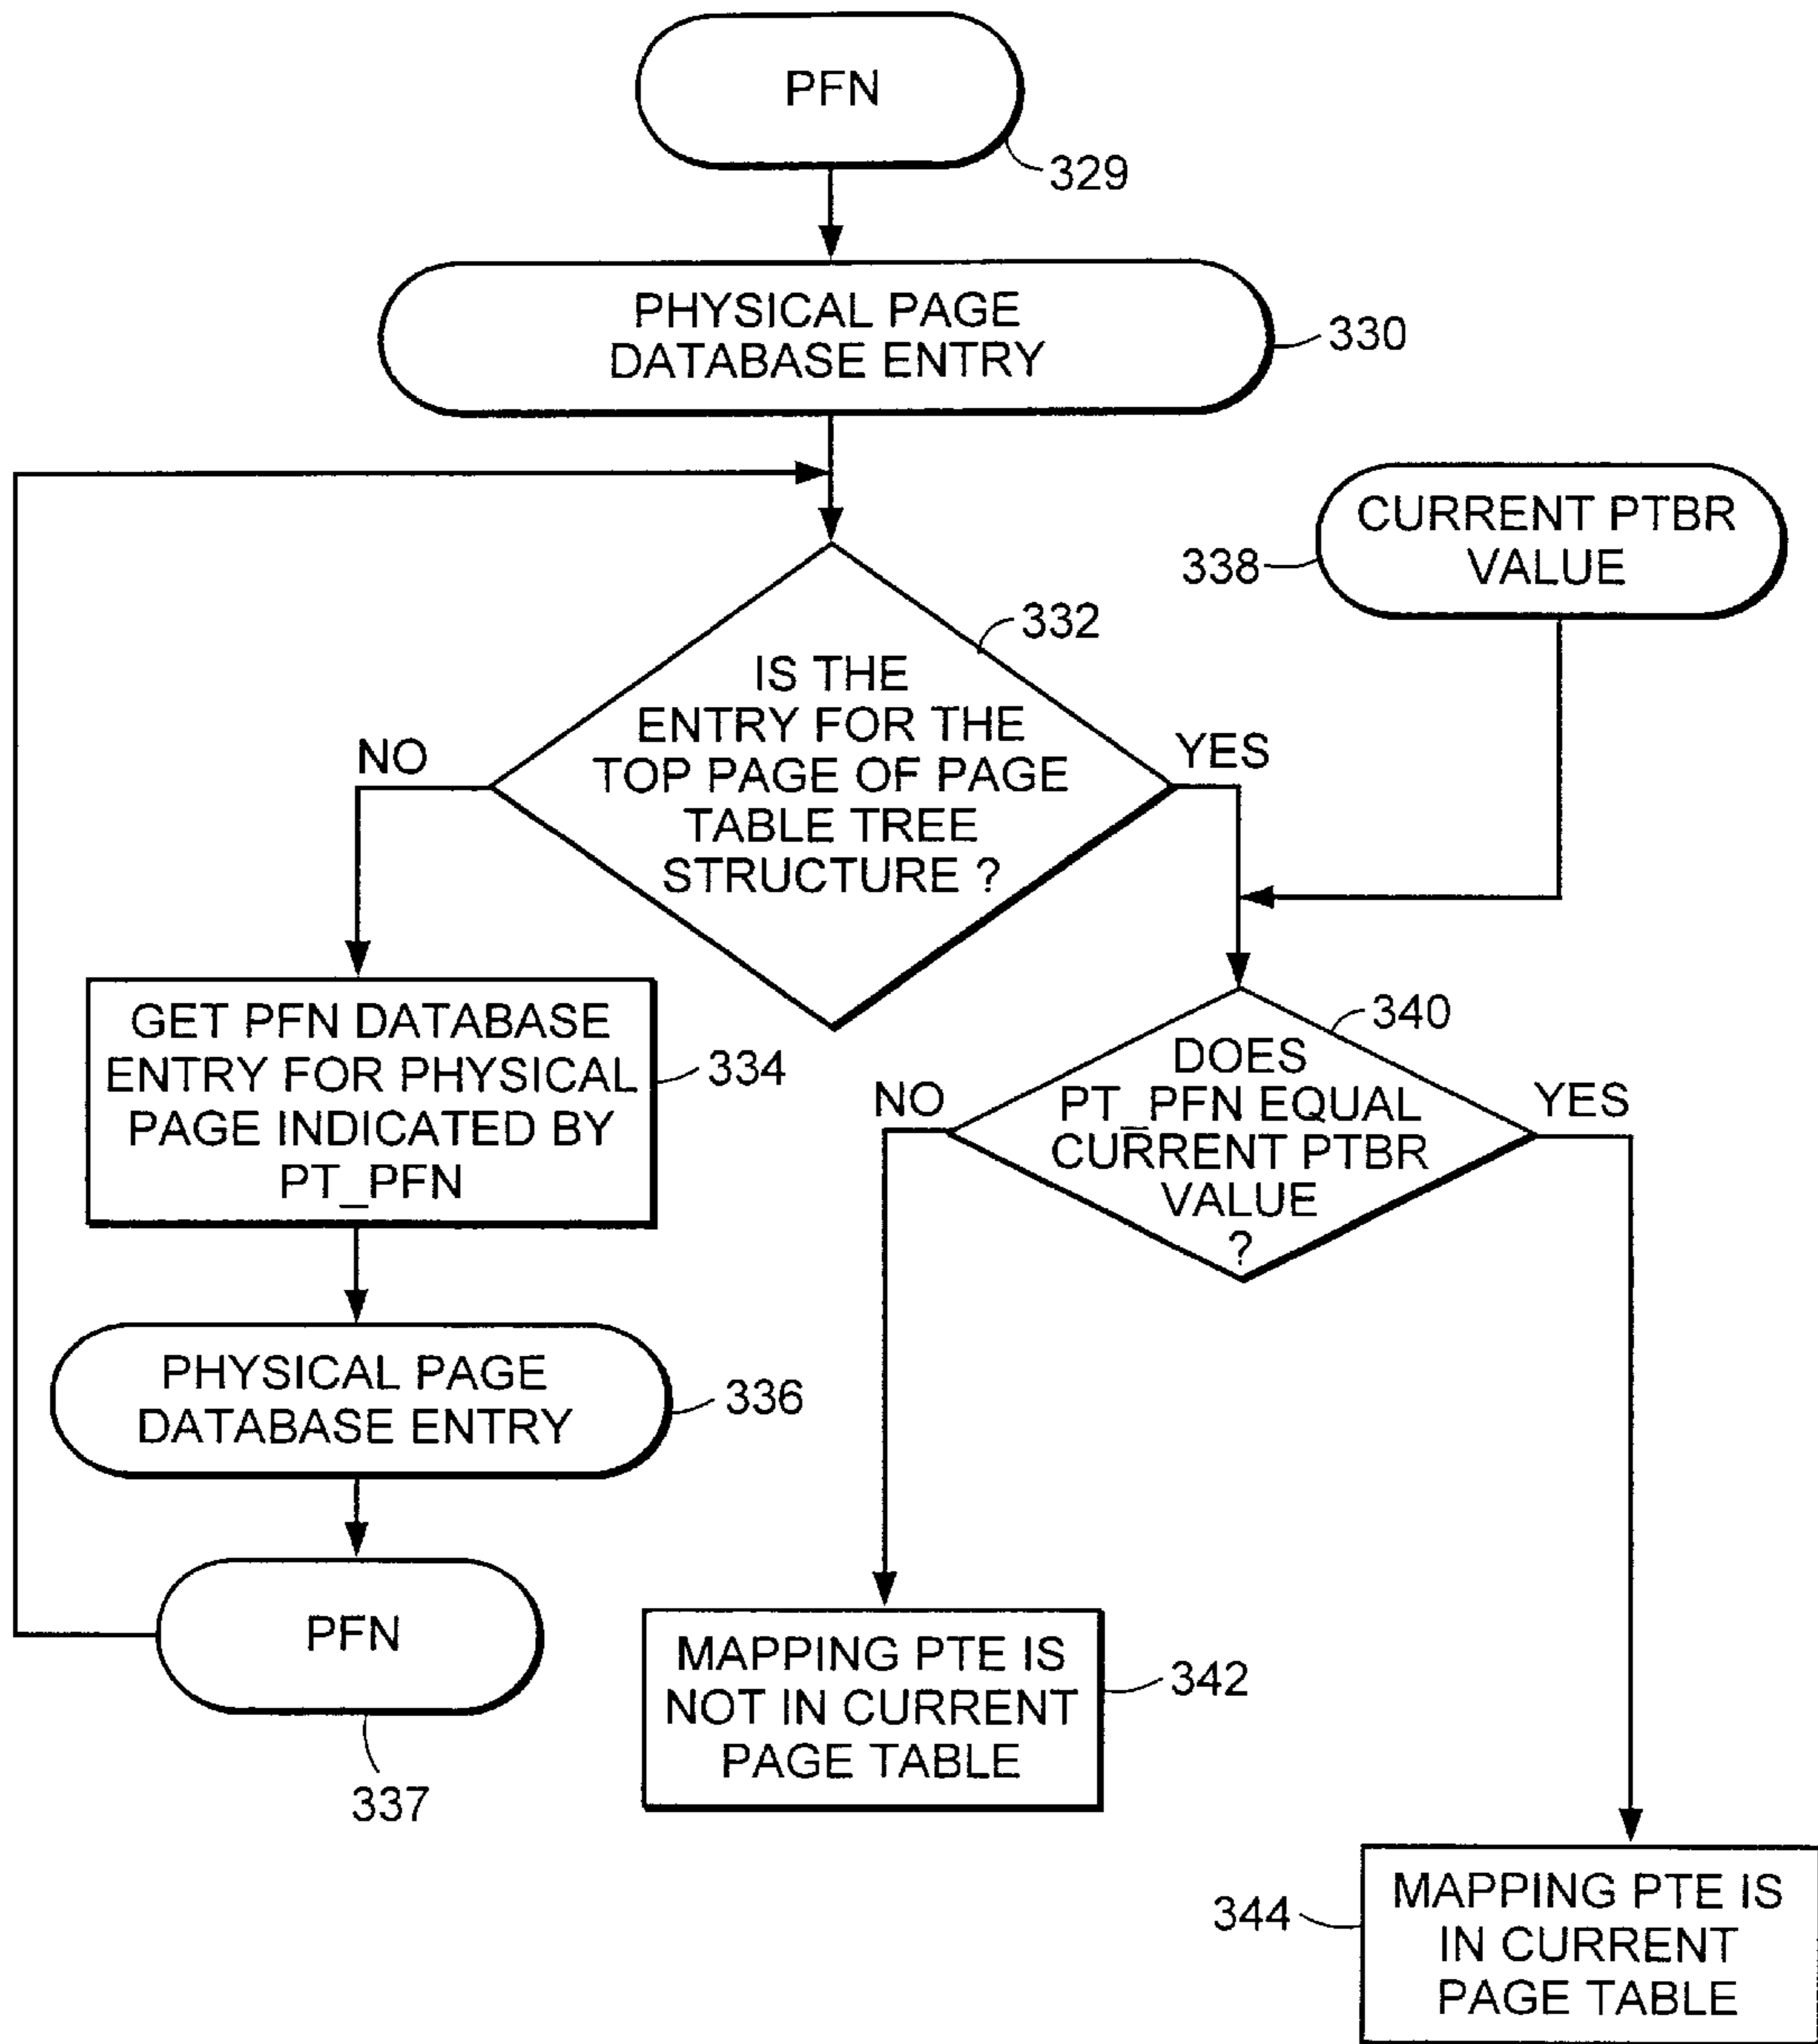 PFN
329
PHYSICAL PAGE
DATABASE ENTRY
330
CURRENT PTBR
VALUE
338
332
IS THE
ENTRY FOR THE
TOP PAGE OF PAGE
TABLE TREE
STRUCTURE ?
NO
YES
GET PFN DATABASE
ENTRY FOR PHYSICAL
PAGE INDICATED BY
PT_PFN
334
340
DOES
PT_PFN EQUAL
CURRENT PTBR
VALUE
?
NO
YES
PHYSICAL PAGE
DATABASE ENTRY
336
PFN
337
MAPPING PTE IS
NOT IN CURRENT
PAGE TABLE
342
MAPPING PTE IS
IN CURRENT
PAGE TABLE
344